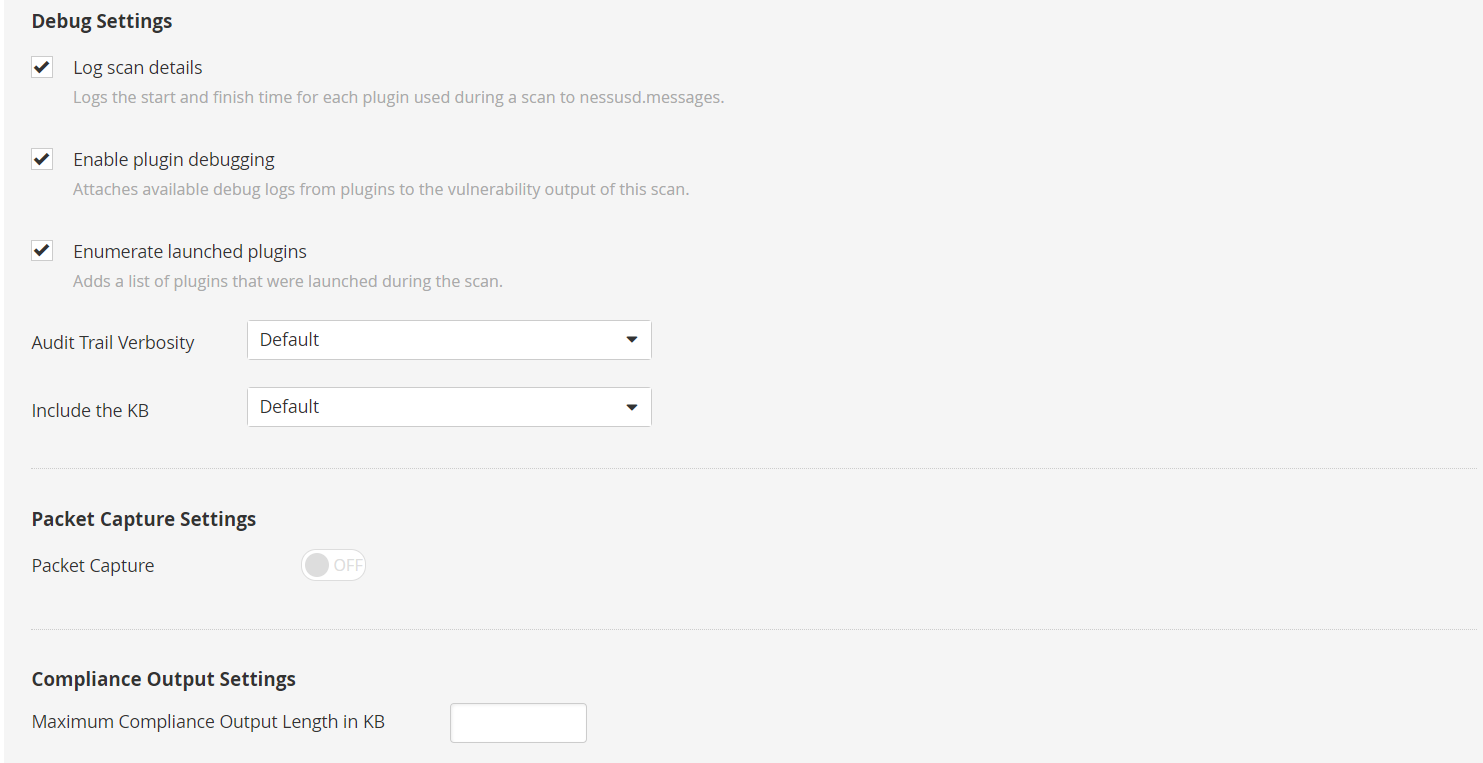 Debug Settings
Log scan details
Logs the start and finish time for each plugin used during a scan to nessusd.messages.
Enable plugin debugging
Attaches available debug logs from plugins to the vulnerability output of this scan.
Enumerate launched plugins
Adds a list of plugins that were launched during the scan.
Audit Trail Verbosity Default
Include the KB Default
Packet Capture Settings
Packet Capture OFF
Compliance Output Settings
Maximum Compliance Output Length in KB